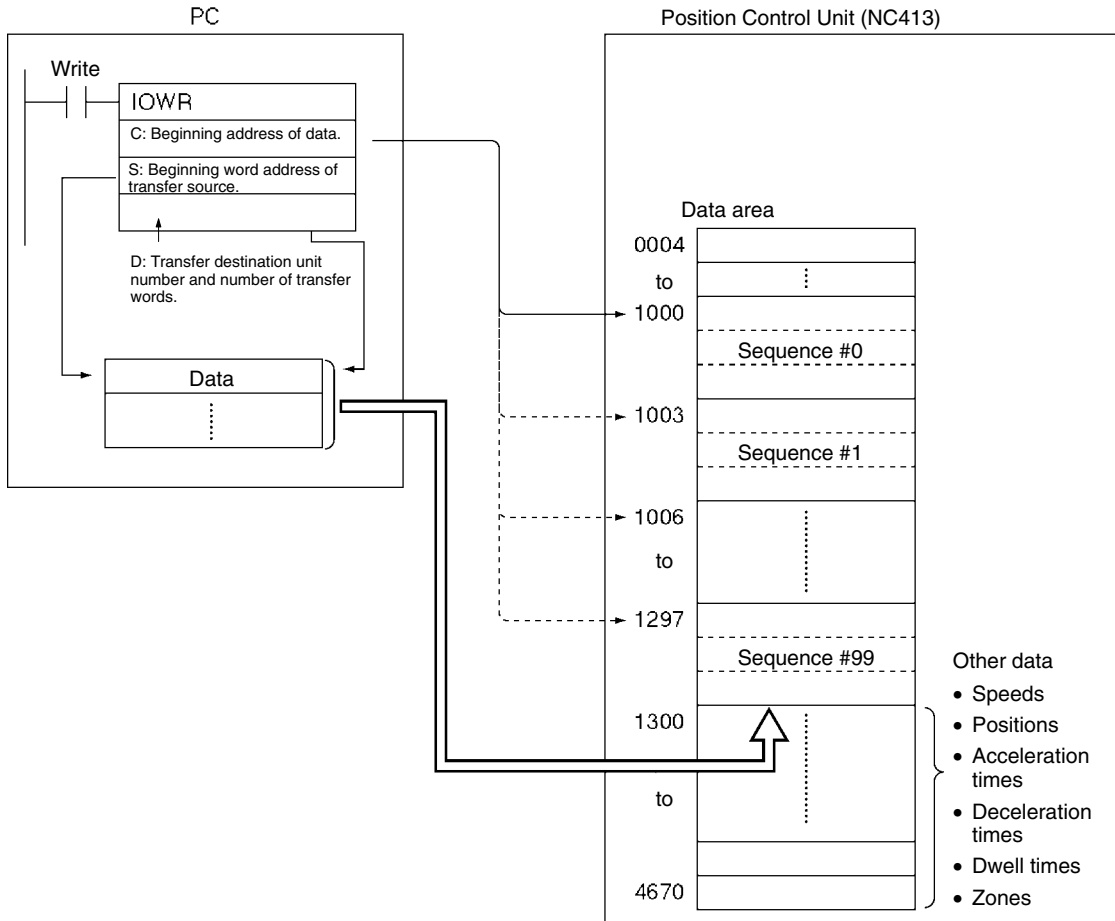 PC
Position Control Unit (NC413)
Write
IOWR
C: Beginning address of data.
S: Beginning word address of
transfer source.
D: Transfer destination unit
number and number of transfer
words.
Data
Data area
0004
to
1000
Sequence #0
1003
Sequence #1
1006
to
1297
Sequence #99
1300
to
4670
Other data
• Speeds
• Positions
• Acceleration
times
• Deceleration
times
• Dwell times
• Zones